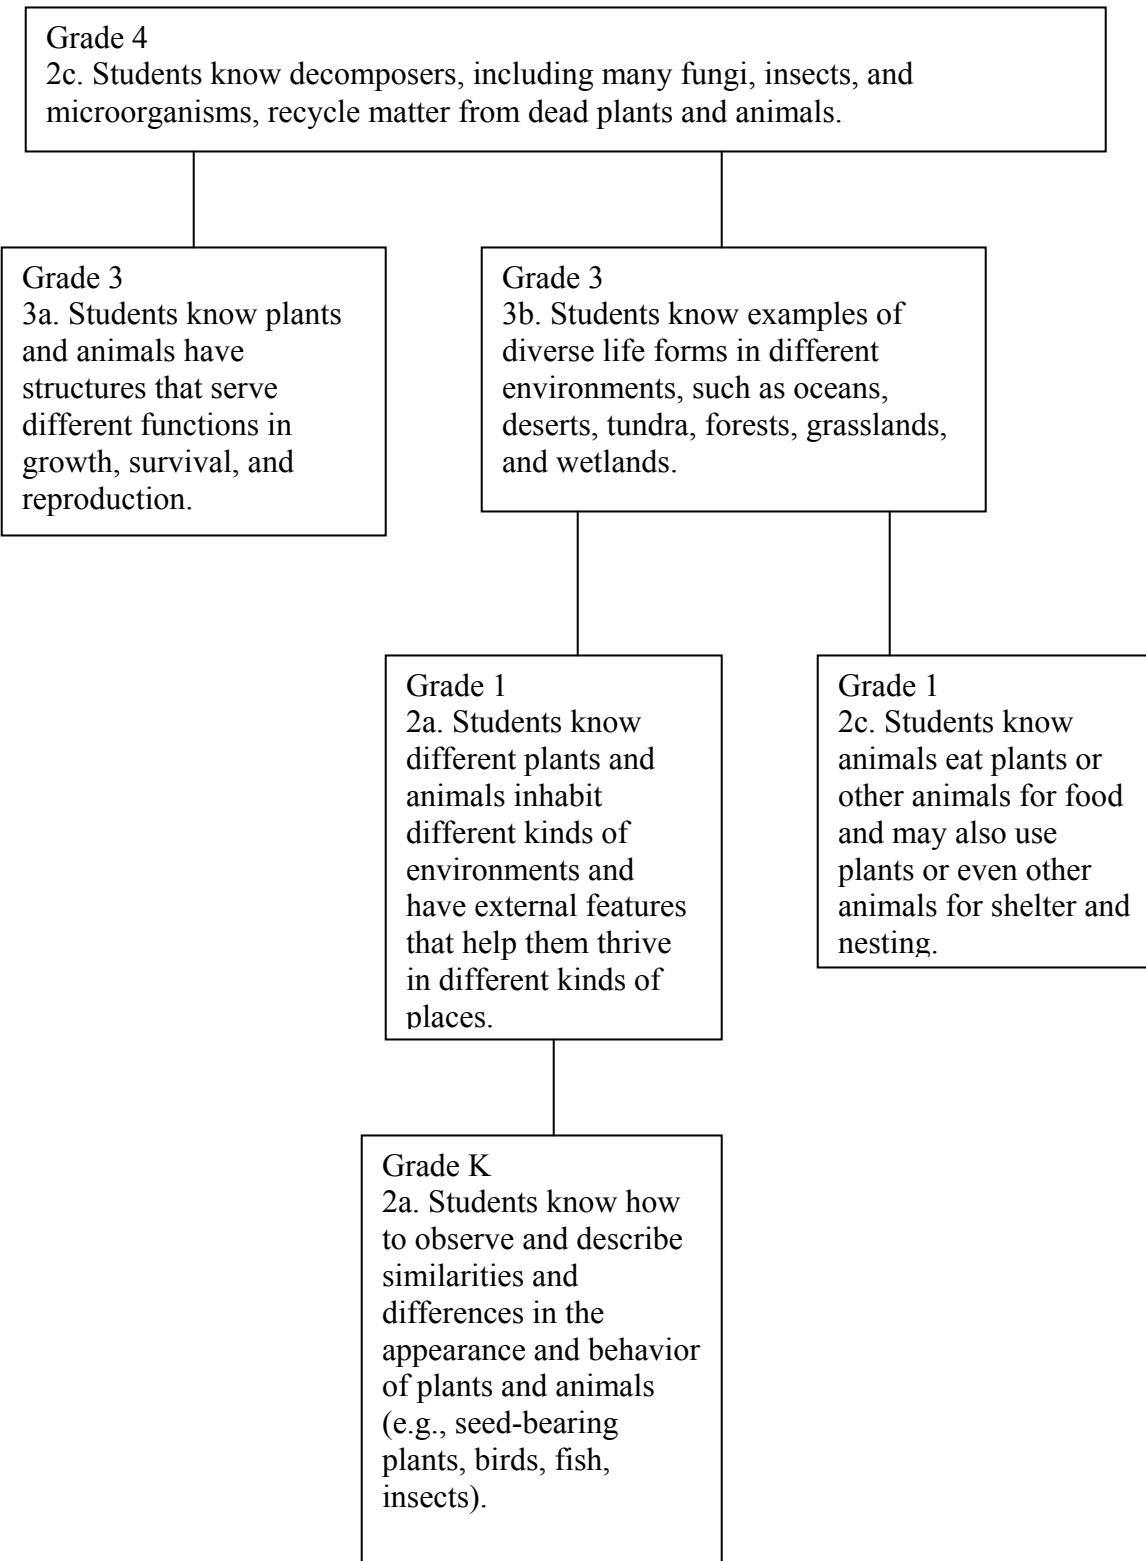 Grade 4
2c. Students know decomposers, including many fungi, insects, and
microorganisms, recycle matter from dead plants and animals.
Grade 3
3a. Students know plants
and animals have
structures that serve
different functions in
growth, survival, and
reproduction.
Grade 3
3b. Students know examples of
diverse life forms in different
environments, such as oceans,
deserts, tundra, forests, grasslands,
and wetlands.
Grade 1
2a. Students know
different plants and
animals inhabit
different kinds of
environments and
have external features
that help them thrive
in different kinds of
places.
Grade 1
2c. Students know
animals eat plants or
other animals for food
and may also use
plants or even other
animals for shelter and
nesting.
Grade K
2a. Students know how
to observe and describe
similarities and
differences in the
appearance and behavior
of plants and animals
(e.g., seed-bearing
plants, birds, fish,
insects).